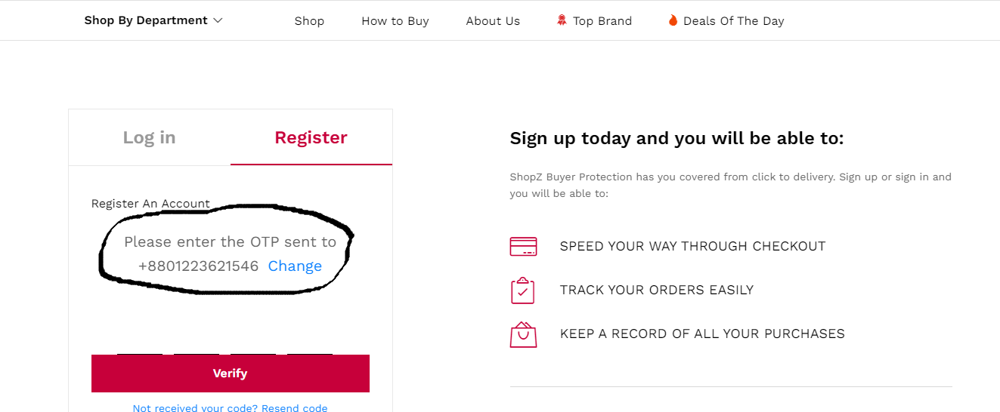 Shop By Department
Shop
How to Buy
About Us
Top Brand
Deals Of The Day
Log in
Register
Register An Account
Please enter the OTP sent to
+8801223621546 Change
Verify
Not received your code? Resend code
Sign up today and you will be able to:
ShopZ Buyer Protection has you covered from click to delivery. Sign up or sign in and
you will be able to:
SPEED YOUR WAY THROUGH CHECKOUT
TRACK YOUR ORDERS EASILY
KEEP A RECORD OF ALL YOUR PURCHASES